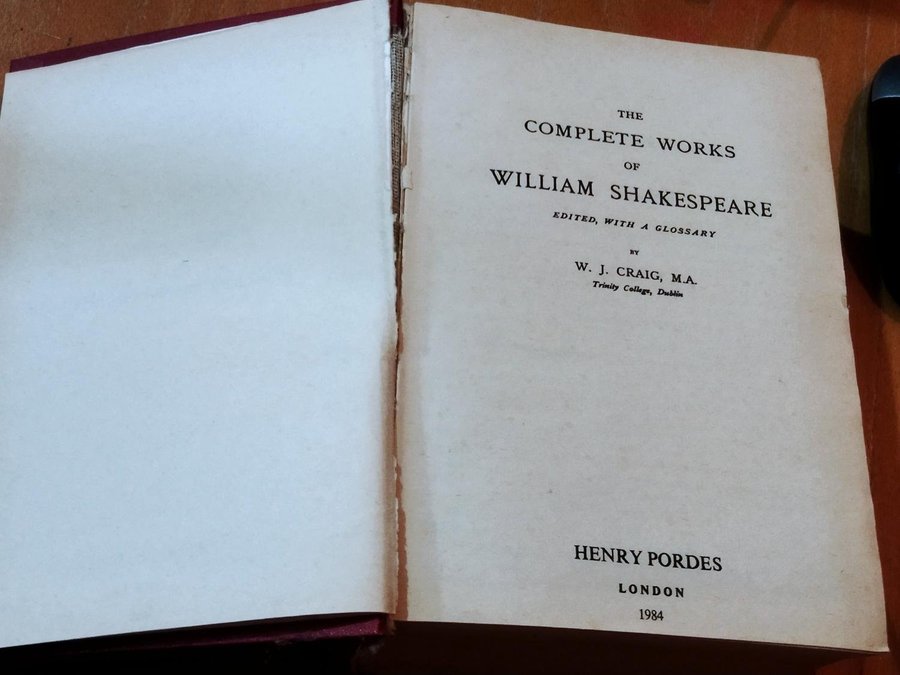 THE
COMPLETE WORKS
OF
WILLIAM SHAKESPEARE
EDITED, WITH A GLOSSARY
BY
W. J. CRAIG, M.A.
Trinity College, Dublin
HENRY PORDES
LONDON
1984